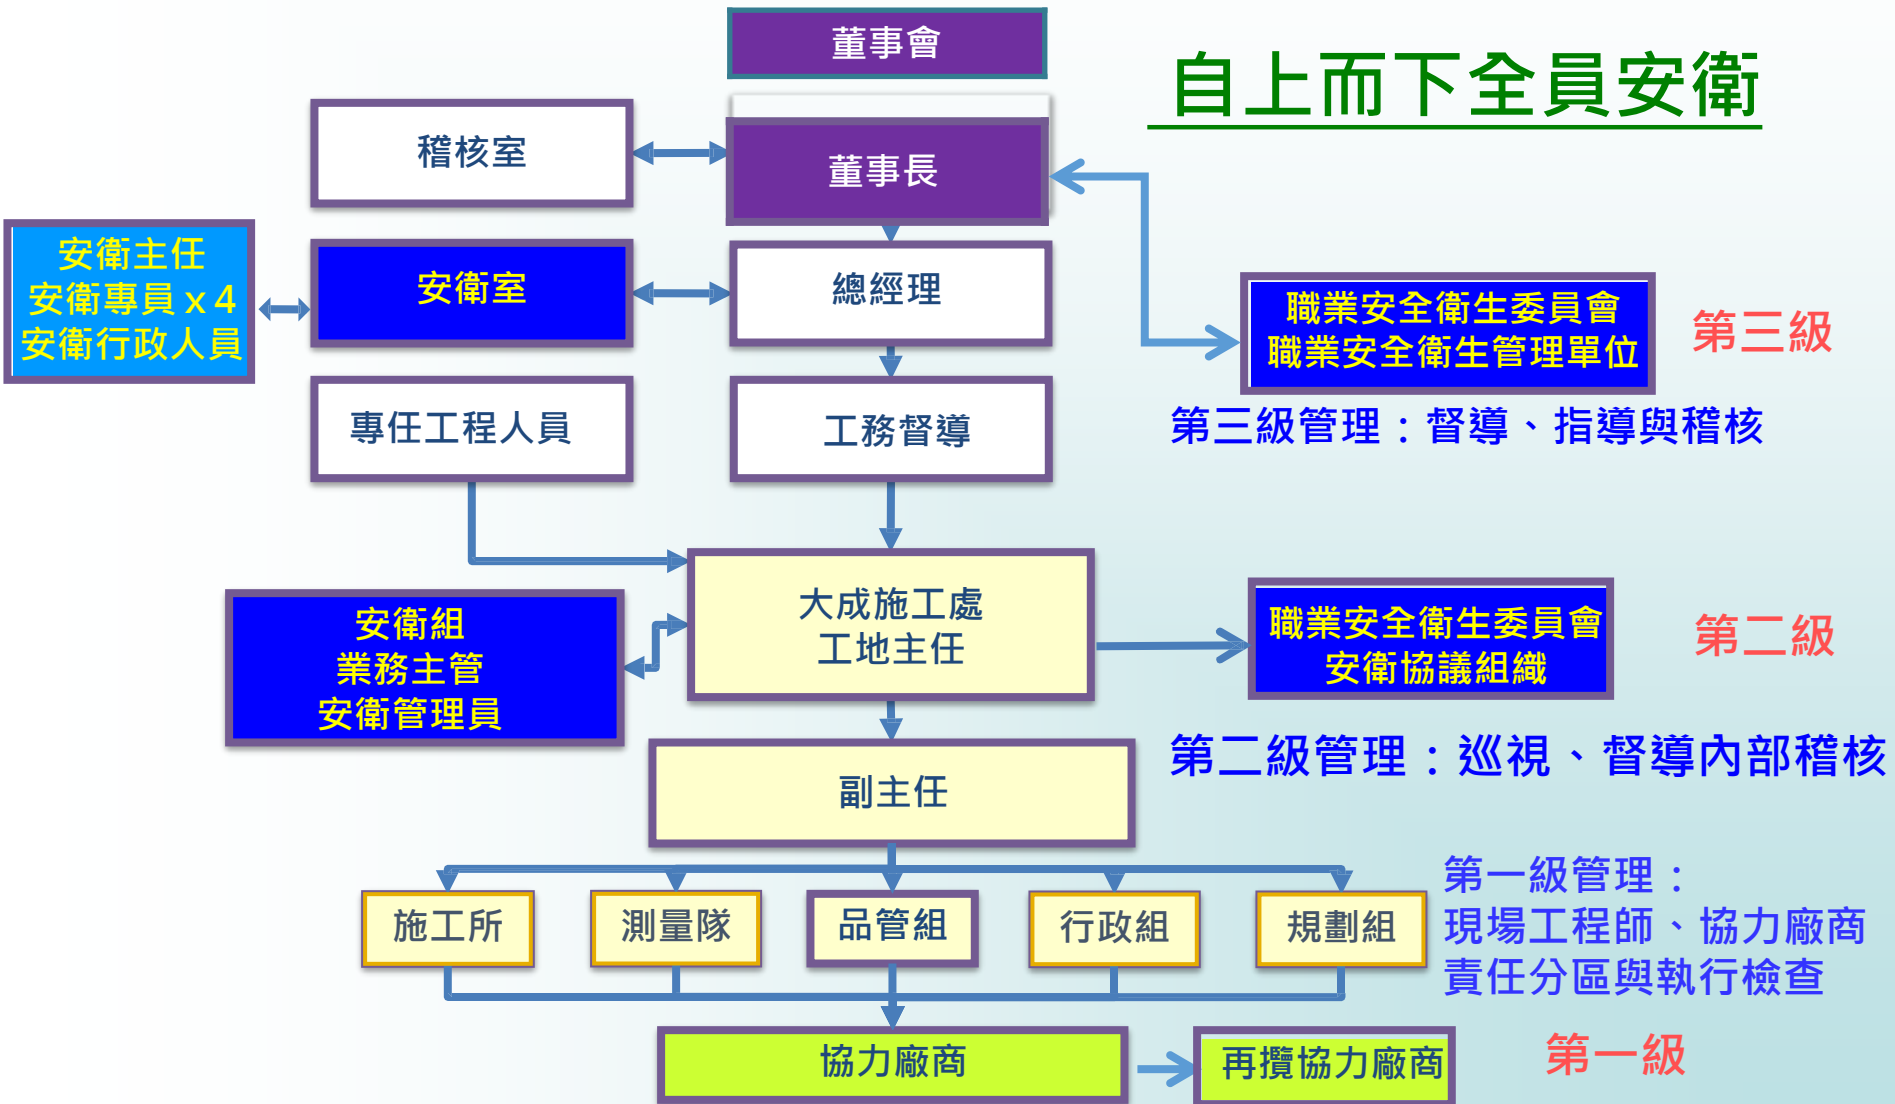 董事會
自上而下全員安衛
稽核室
董事長
安衛主任
安衛專員 x 4
安衛行政人員
安衛室
總經理
職業安全衛生委員會
職業安全衛生管理單位
第三級
專任工程人員
工務督導
第三級管理：督導、指導與稽核
大成施工處
工地主任
安衛組
業務主管
安衛管理員
職業安全衛生委員會
安衛協議組織
第二級
第二級管理：巡視、督導內部稽核
副主任
第一級管理：
現場工程師、協力廠商
責任分區與執行檢查
施工所
測量隊
品管組
行政組
規劃組
協力廠商
再攬協力廠商
第一級